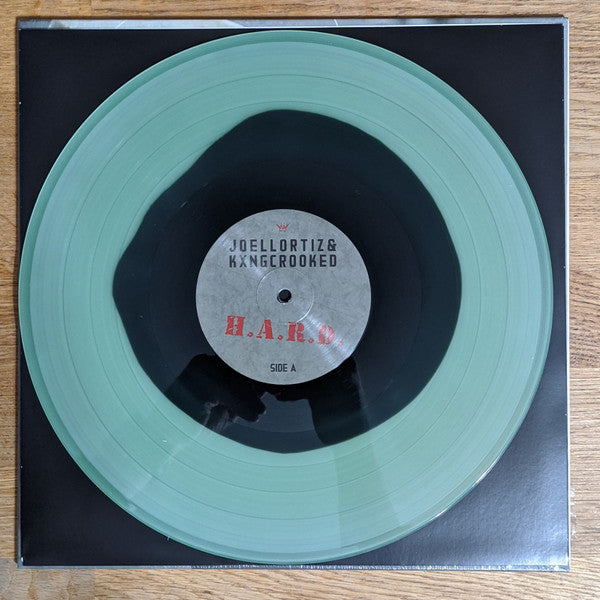 JOELLORTIZ&
KXNGCROOKED
H.A.R.D.
SIDE A